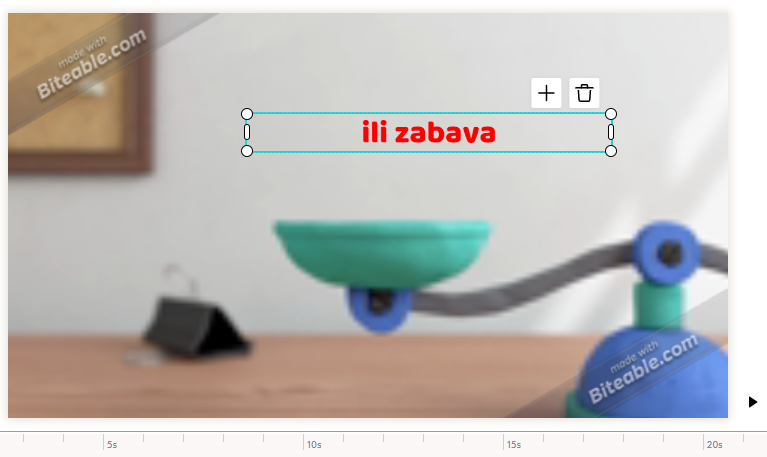 made with
Biteable.com
ili zabava
made with
Biteable.com
5s
10s
15s
20s